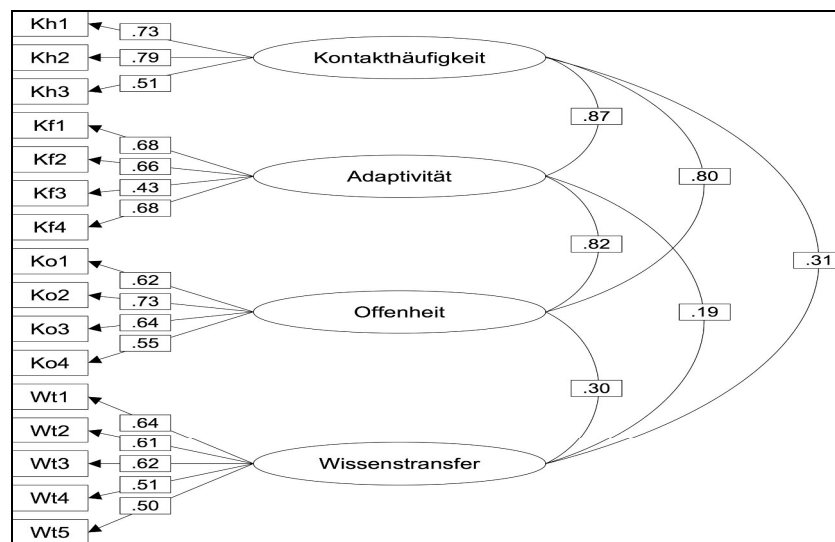 Kh1
.73
Kh2
.79
Kontakthäufigkeit
.51
Kh3
.87
Kf1
.68
Kf2
.66
Adaptivität
.80
Kf3
.43
Kf4
.68
.82
Ko1
.62
.31
Ko2
.73
Offenheit
.19
Ko3
.64
Ko4
.55
.30
Wt1
.64
Wt2
.61
Wt3
.62
Wissenstransfer
Wt4
.51
.50
Wt5